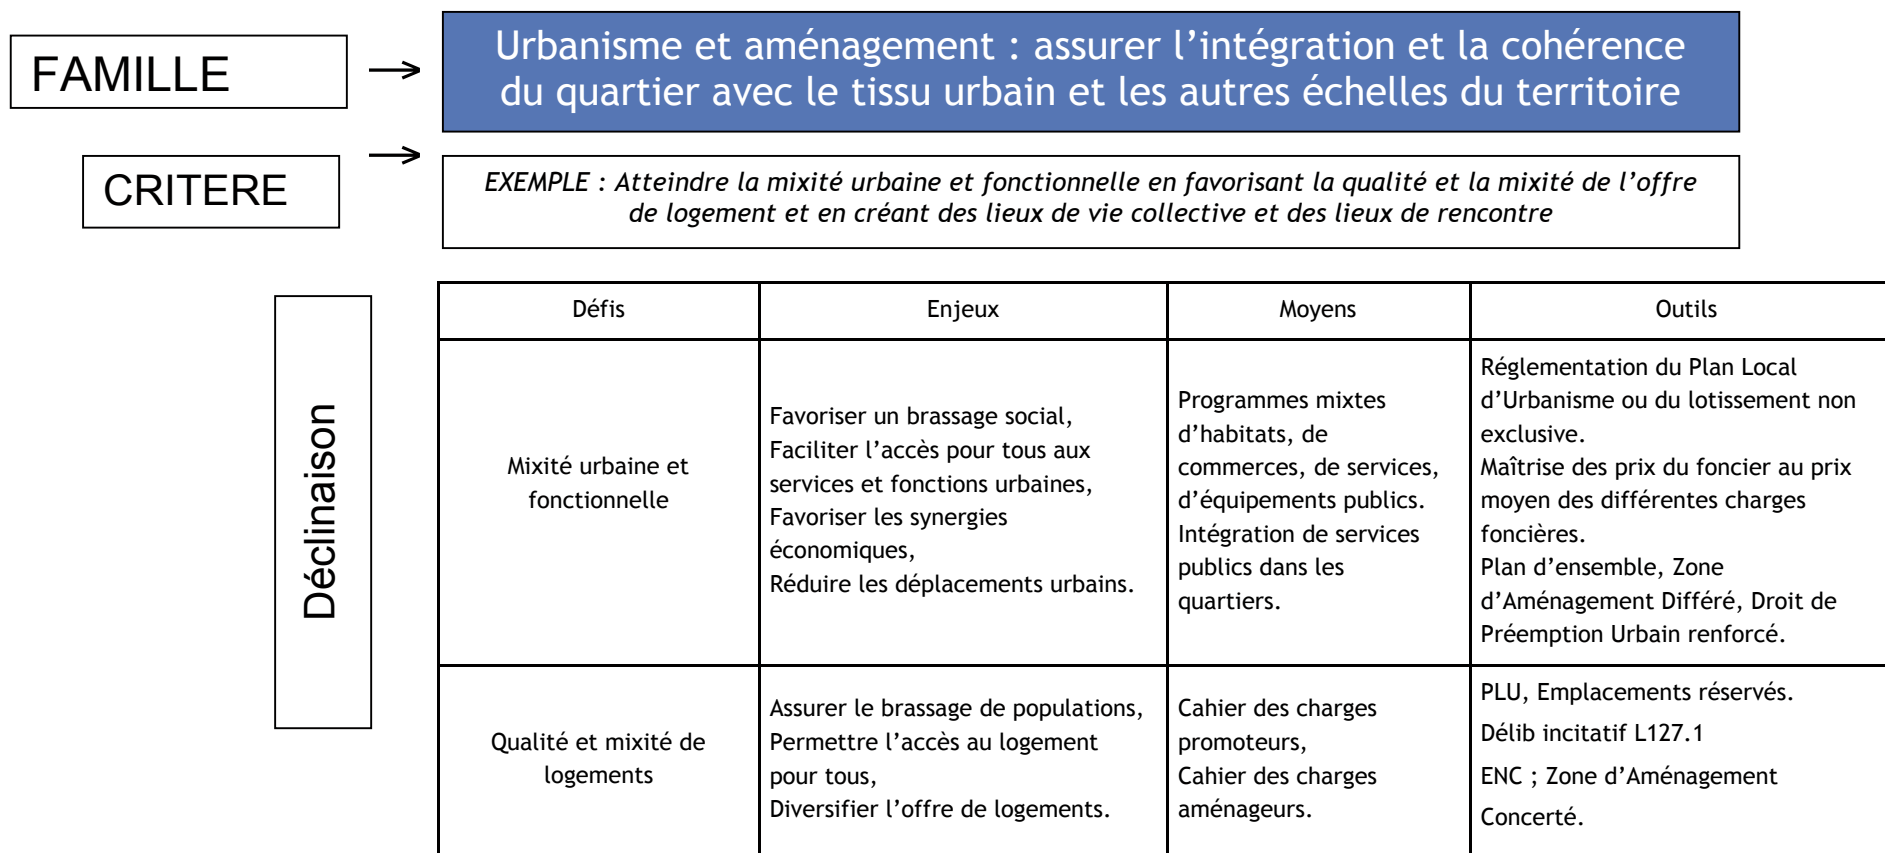 FAMILLE
Urbanisme et aménagement : assurer l’intégration et la cohérence
du quartier avec le tissu urbain et les autres échelles du territoire
CRITERE
EXEMPLE : Atteindre la mixité urbaine et fonctionnelle en favorisant la qualité et la mixité de l’offre
de logement et en créant des lieux de vie collective et des lieux de rencontre
Déclinaison
Défis
Enjeux
Moyens
Outils
Mixité urbaine et
fonctionnelle
Favoriser un brassage social,
Faciliter l’accès pour tous aux
services et fonctions urbaines,
Favoriser les synergies
économiques,
Réduire les déplacements urbains.
Programmes mixtes
d’habitats, de
commerces, de services,
d’équipements publics.
Intégration de services
publics dans les
quartiers.
Réglementation du Plan Local
d’Urbanisme ou du lotissement non
exclusive.
Maîtrise des prix du foncier au prix
moyen des différentes charges
foncières.
Plan d’ensemble, Zone
d’Aménagement Différé, Droit de
Préemption Urbain renforcé.
Qualité et mixité de
logements
Assurer le brassage de populations,
Permettre l’accès au logement
pour tous,
Diversifier l’offre de logements.
Cahier des charges
promoteurs,
Cahier des charges
aménageurs.
PLU, Emplacements réservés.
Délib incitatif L127.1
ENC ; Zone d’Aménagement
Concerté.